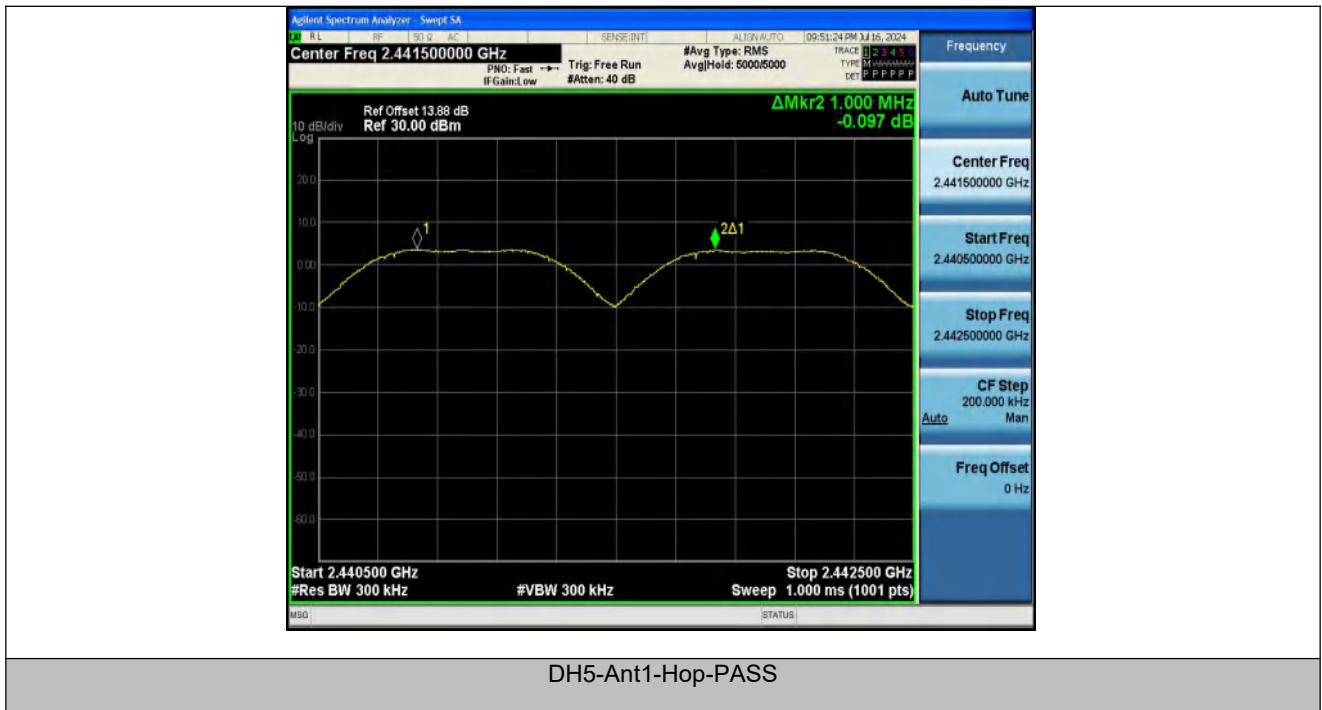 Agilent Spectrum Analyzer - Swept SA
RL RF 50 Ω AC SENSE:INT ALIGN AUTO 09:51:24 PM Jul 16, 2024
Center Freq 2.441500000 GHz
PNO: Fast
IFGain:Low
Trig: Free Run
#Atten: 40 dB
#Avg Type: RMS
Avg|Hold: 5000/5000
TRACE 1 2 3 4 5 6
TYPE M
DET P P P P P P
ΔMkr2 1.000 MHz
-0.097 dB
Ref Offset 13.88 dB
10 dB/div Ref 30.00 dBm
Log
20.0
10.0
0.00
-10.0
-20.0
-30.0
-40.0
-50.0
-60.0
1
2Δ1
Start 2.440500 GHz Stop 2.442500 GHz
#Res BW 300 kHz #VBW 300 kHz Sweep 1.000 ms (1001 pts)
MSG STATUS
Frequency
Auto Tune
Center Freq
2.441500000 GHz
Start Freq
2.440500000 GHz
Stop Freq
2.442500000 GHz
CF Step
200.000 kHz
Auto Man
Freq Offset
0 Hz
DH5-Ant1-Hop-PASS